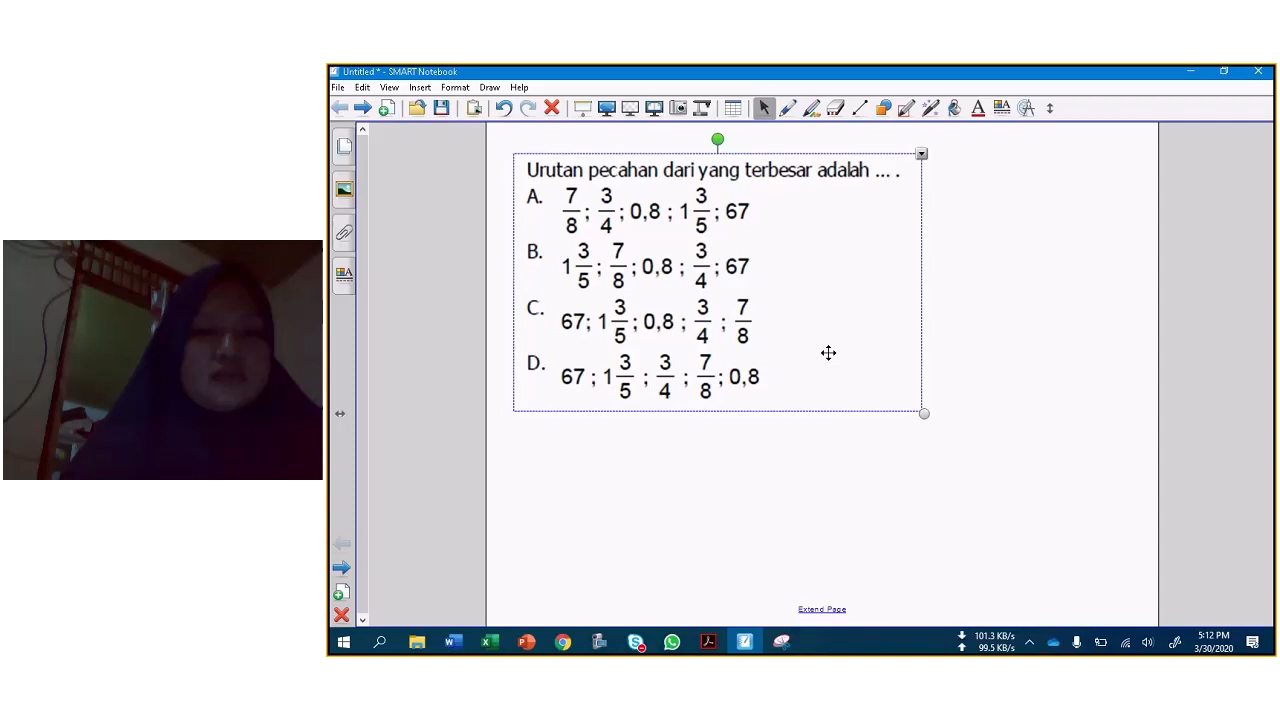 Untitled * - SMART Notebook
File Edit View Insert Format Draw Help
Urutan pecahan dari yang terbesar adalah ... .
A. 7/8 ; 3/4 ; 0,8 ; 1 3/5 ; 67
B. 1 3/5 ; 7/8 ; 0,8 ; 3/4 ; 67
C. 67; 1 3/5 ; 0,8 ; 3/4 ; 7/8
D. 67 ; 1 3/5 ; 3/4 ; 7/8 ; 0,8
Extend Page
101.3 KB/s
99.5 KB/s
5:12 PM
3/30/2020